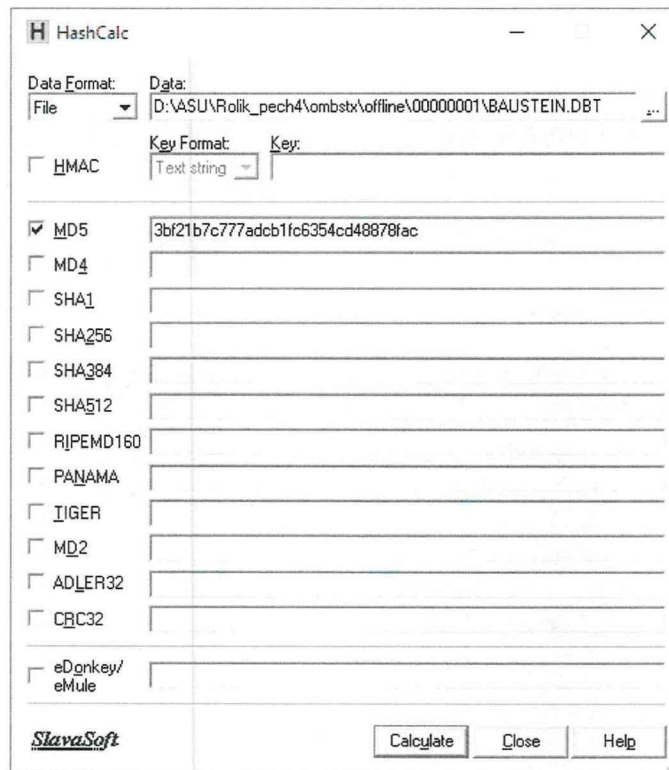 H HashCalc
Data Format: Data:
File D:\ASU\Rolik_pech4\ombstx\offline\00000001\BAUSTEIN.DBT ...
Key Format: Key:
HMAC Text string
MD5 3bf21b7c777adcb1fc6354cd48878fac
MD4
SHA1
SHA256
SHA384
SHA512
RIPEMD160
PANAMA
TIGER
MD2
ADLER32
CRC32
eDonkey/
eMule
SlavaSoft Calculate Close Help